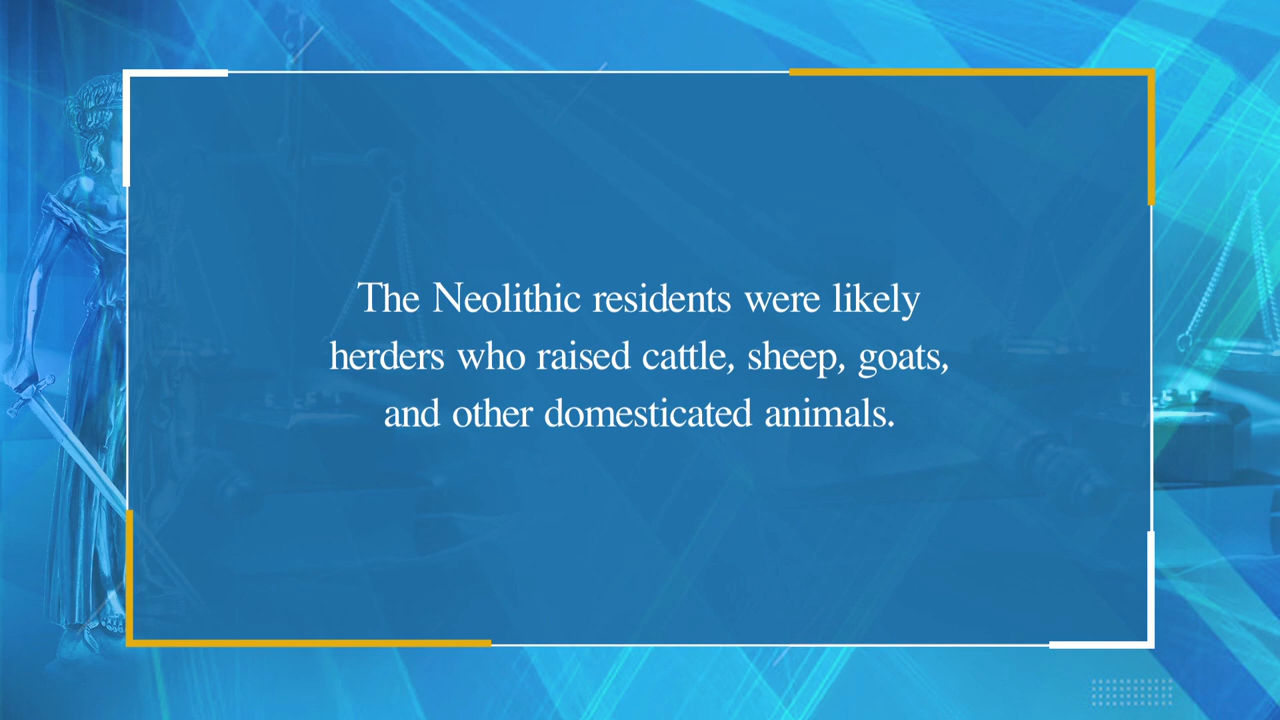 The Neolithic residents were likely
herders who raised cattle, sheep, goats,
and other domesticated animals.